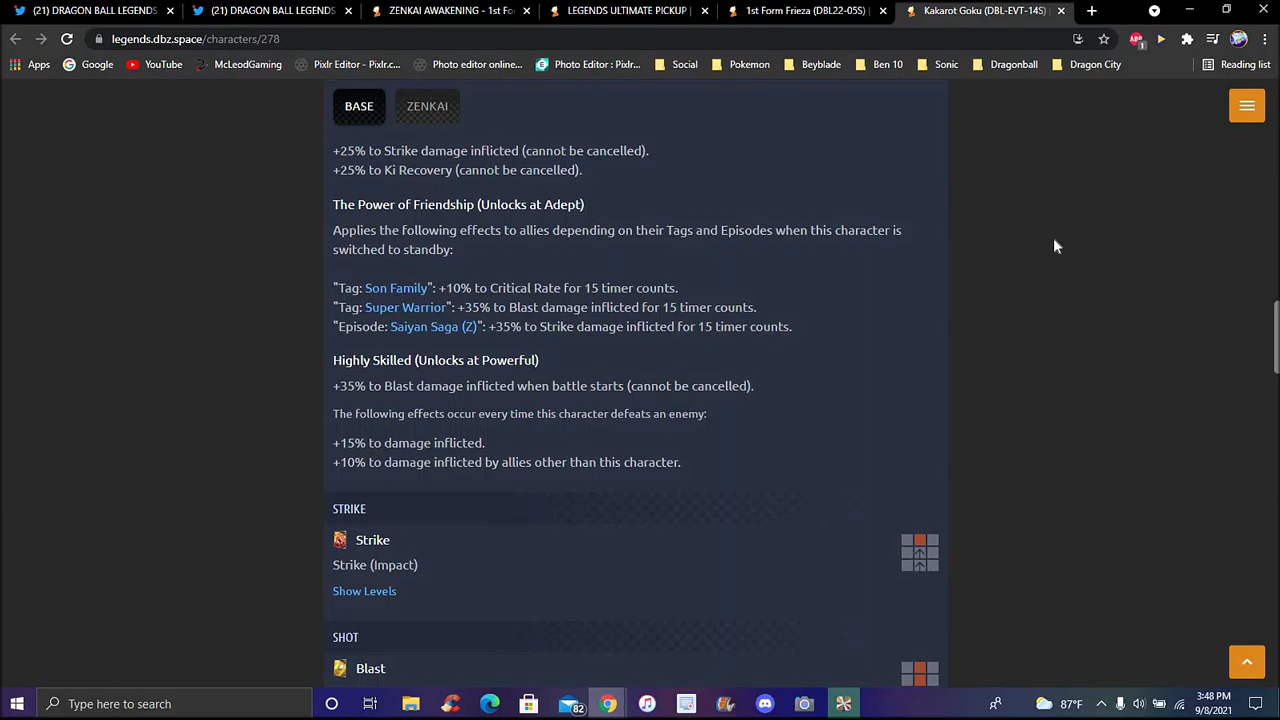 (21) DRAGON BALL LEGENDS
(21) DRAGON BALL LEGENDS
ZENKAI AWAKENING - 1st Fo
LEGENDS ULTIMATE PICKUP
1st Form Frieza (DBL22-05S)
Kakarot Goku (DBL-EVT-14S)
legends.dbz.space/characters/278
Apps
Google
YouTube
McLeodGaming
Pixlr Editor - Pixlr.c...
Photo editor online...
Photo Editor : Pixlr...
Social
Pokemon
Beyblade
Ben 10
Sonic
Dragonball
Dragon City
Reading list
BASE
ZENKAI
+25% to Strike damage inflicted (cannot be cancelled).
+25% to Ki Recovery (cannot be cancelled).
The Power of Friendship (Unlocks at Adept)
Applies the following effects to allies depending on their Tags and Episodes when this character is
switched to standby:
"Tag: Son Family": +10% to Critical Rate for 15 timer counts.
"Tag: Super Warrior": +35% to Blast damage inflicted for 15 timer counts.
"Episode: Saiyan Saga (Z)": +35% to Strike damage inflicted for 15 timer counts.
Highly Skilled (Unlocks at Powerful)
+35% to Blast damage inflicted when battle starts (cannot be cancelled).
The following effects occur every time this character defeats an enemy:
+15% to damage inflicted.
+10% to damage inflicted by allies other than this character.
STRIKE
Strike
Strike (Impact)
Show Levels
SHOT
Blast
Type here to search
82
87°F
3:48 PM
9/8/2021